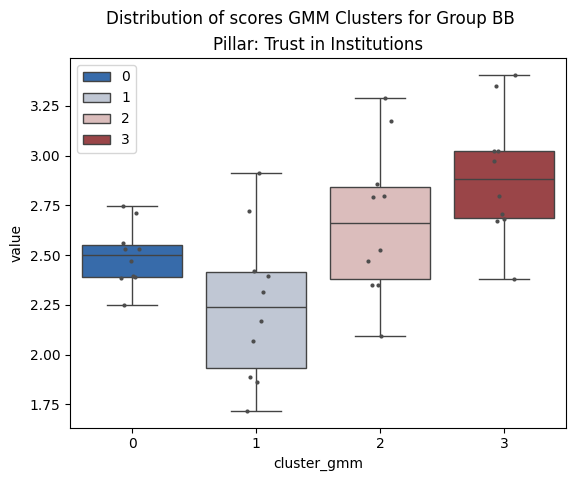 Distribution of scores GMM Clusters for Group BB
Pillar: Trust in Institutions
0
1
2
3
3.25
3.00
2.75
2.50
2.25
2.00
1.75
value
0 1 2 3
cluster_gmm